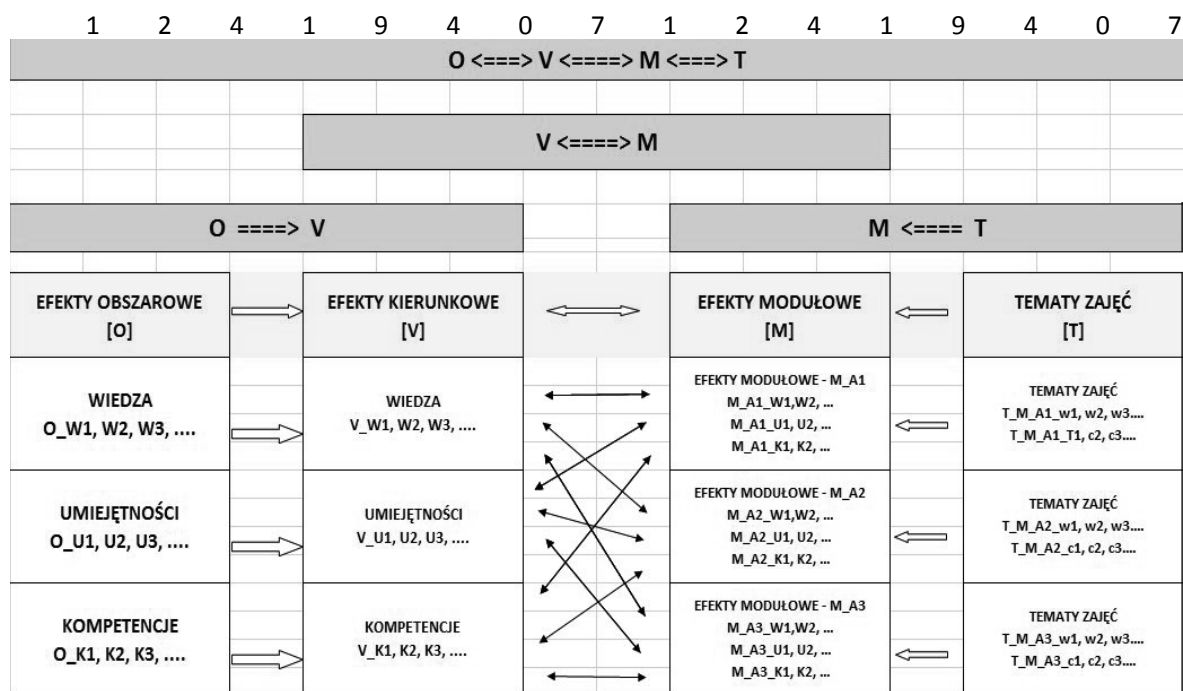 1 2 4 1 9 4 0 7 1 2 4 1 9 4 0 7
O <===> V <====> M <===> T
V <====> M
O ====> V
M <==== T
EFEKTY OBSZAROWE
[O]
EFEKTY KIERUNKOWE
[V]
EFEKTY MODUŁOWE
[M]
TEMATY ZAJĘĆ
[T]
WIEDZA
O_W1, W2, W3, ....
WIEDZA
V_W1, W2, W3, ....
EFEKTY MODUŁOWE - M_A1
M_A1_W1,W2, ...
M_A1_U1, U2, ...
M_A1_K1, K2, ...
TEMATY ZAJĘĆ
T_M_A1_w1, w2, w3....
T_M_A1_T1, c2, c3....
UMIEJĘTNOŚCI
O_U1, U2, U3, ....
UMIEJĘTNOŚCI
V_U1, U2, U3, ....
EFEKTY MODUŁOWE - M_A2
M_A2_W1,W2, ...
M_A2_U1, U2, ...
M_A2_K1, K2, ...
TEMATY ZAJĘĆ
T_M_A2_w1, w2, w3....
T_M_A2_c1, c2, c3....
KOMPETENCJE
O_K1, K2, K3, ....
KOMPETENCJE
V_K1, K2, K3, ....
EFEKTY MODUŁOWE - M_A3
M_A3_W1,W2, ...
M_A3_U1, U2, ...
M_A3_K1, K2, ...
TEMATY ZAJĘĆ
T_M_A3_w1, w2, w3....
T_M_A3_c1, c2, c3....